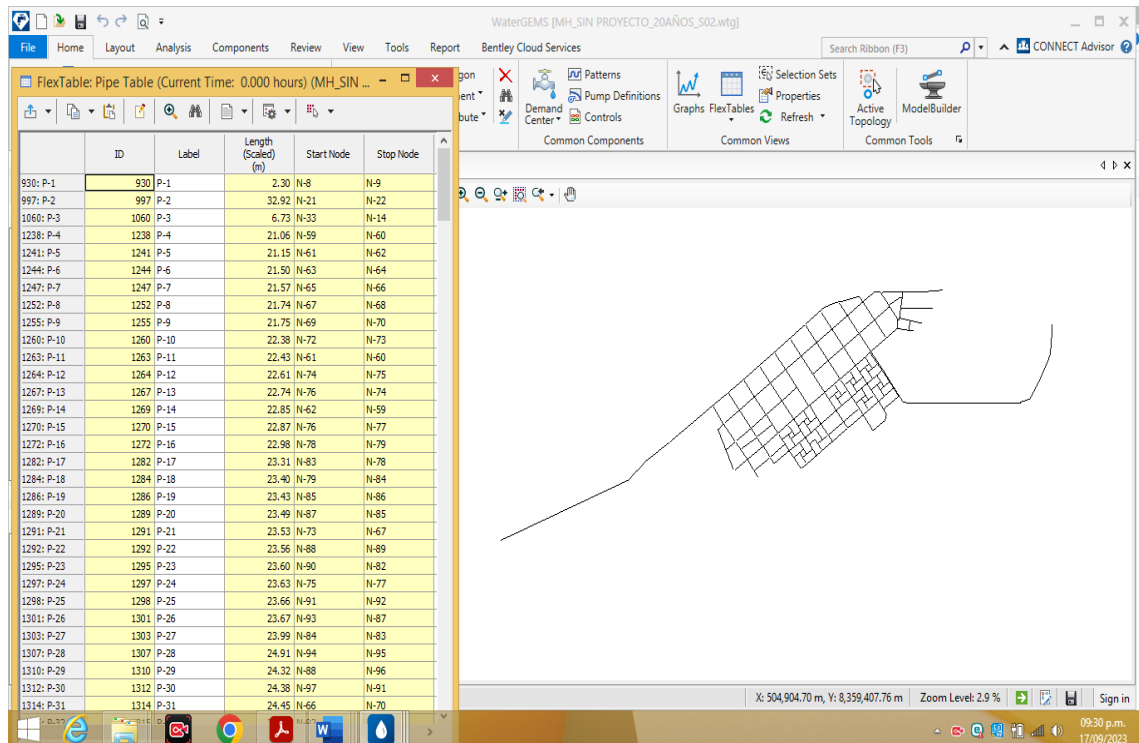 WaterGEMS [MH_SIN PROYECTO_20AÑOS_S02.wtg]
File Home Layout Analysis Components Review View Tools Report Bentley Cloud Services Search Ribbon (F3) CONNECT Advisor
FlexTable: Pipe Table (Current Time: 0.000 hours) (MH_SIN ...
Patterns
Pump Definitions
Demand Center
Controls
Common Components
Graphs FlexTables
Selection Sets
Properties
Refresh
Common Views
Active Topology
ModelBuilder
Common Tools
ID Label Length (Scaled) (m) Start Node Stop Node
930: P-1 930 P-1 2.30 N-8 N-9
997: P-2 997 P-2 32.92 N-21 N-22
1060: P-3 1060 P-3 6.73 N-33 N-14
1238: P-4 1238 P-4 21.06 N-59 N-60
1241: P-5 1241 P-5 21.15 N-61 N-62
1244: P-6 1244 P-6 21.50 N-63 N-64
1247: P-7 1247 P-7 21.57 N-65 N-66
1252: P-8 1252 P-8 21.74 N-67 N-68
1255: P-9 1255 P-9 21.75 N-69 N-70
1260: P-10 1260 P-10 22.38 N-72 N-73
1263: P-11 1263 P-11 22.43 N-61 N-60
1264: P-12 1264 P-12 22.61 N-74 N-75
1267: P-13 1267 P-13 22.74 N-76 N-74
1269: P-14 1269 P-14 22.85 N-62 N-59
1270: P-15 1270 P-15 22.87 N-76 N-77
1272: P-16 1272 P-16 22.98 N-78 N-79
1282: P-17 1282 P-17 23.31 N-83 N-78
1284: P-18 1284 P-18 23.40 N-79 N-84
1286: P-19 1286 P-19 23.43 N-85 N-86
1289: P-20 1289 P-20 23.49 N-87 N-85
1291: P-21 1291 P-21 23.53 N-73 N-67
1292: P-22 1292 P-22 23.56 N-88 N-89
1295: P-23 1295 P-23 23.60 N-90 N-82
1297: P-24 1297 P-24 23.63 N-75 N-77
1298: P-25 1298 P-25 23.66 N-91 N-92
1301: P-26 1301 P-26 23.67 N-93 N-87
1303: P-27 1303 P-27 23.99 N-84 N-83
1307: P-28 1307 P-28 24.91 N-94 N-95
1310: P-29 1310 P-29 24.32 N-88 N-96
1312: P-30 1312 P-30 24.38 N-97 N-91
1314: P-31 1314 P-31 24.45 N-66 N-70
X: 504,904.70 m, Y: 8,359,407.76 m Zoom Level: 2.9 % Sign in
09:30 p.m.
17/09/2023